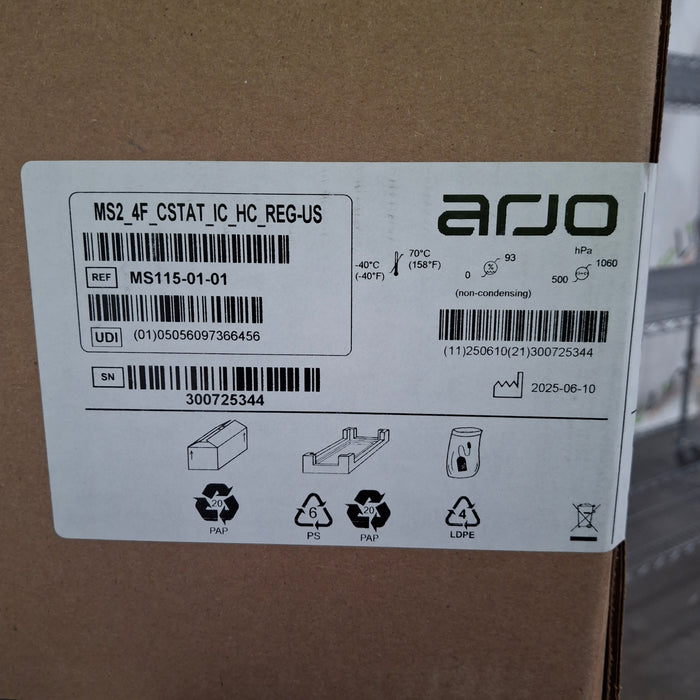 MS2_4F_CSTAT_IC_HC_REG-US
arjo
REF MS115-01-01
-40°C
(-40°F)
70°C
(158°F)
0
%
93
(non-condensing)
hPa
500
1060
UDI (01)05056097366456
(11)250610(21)300725344
SN
300725344
2025-06-10
20
PAP
6
PS
20
PAP
4
LDPE